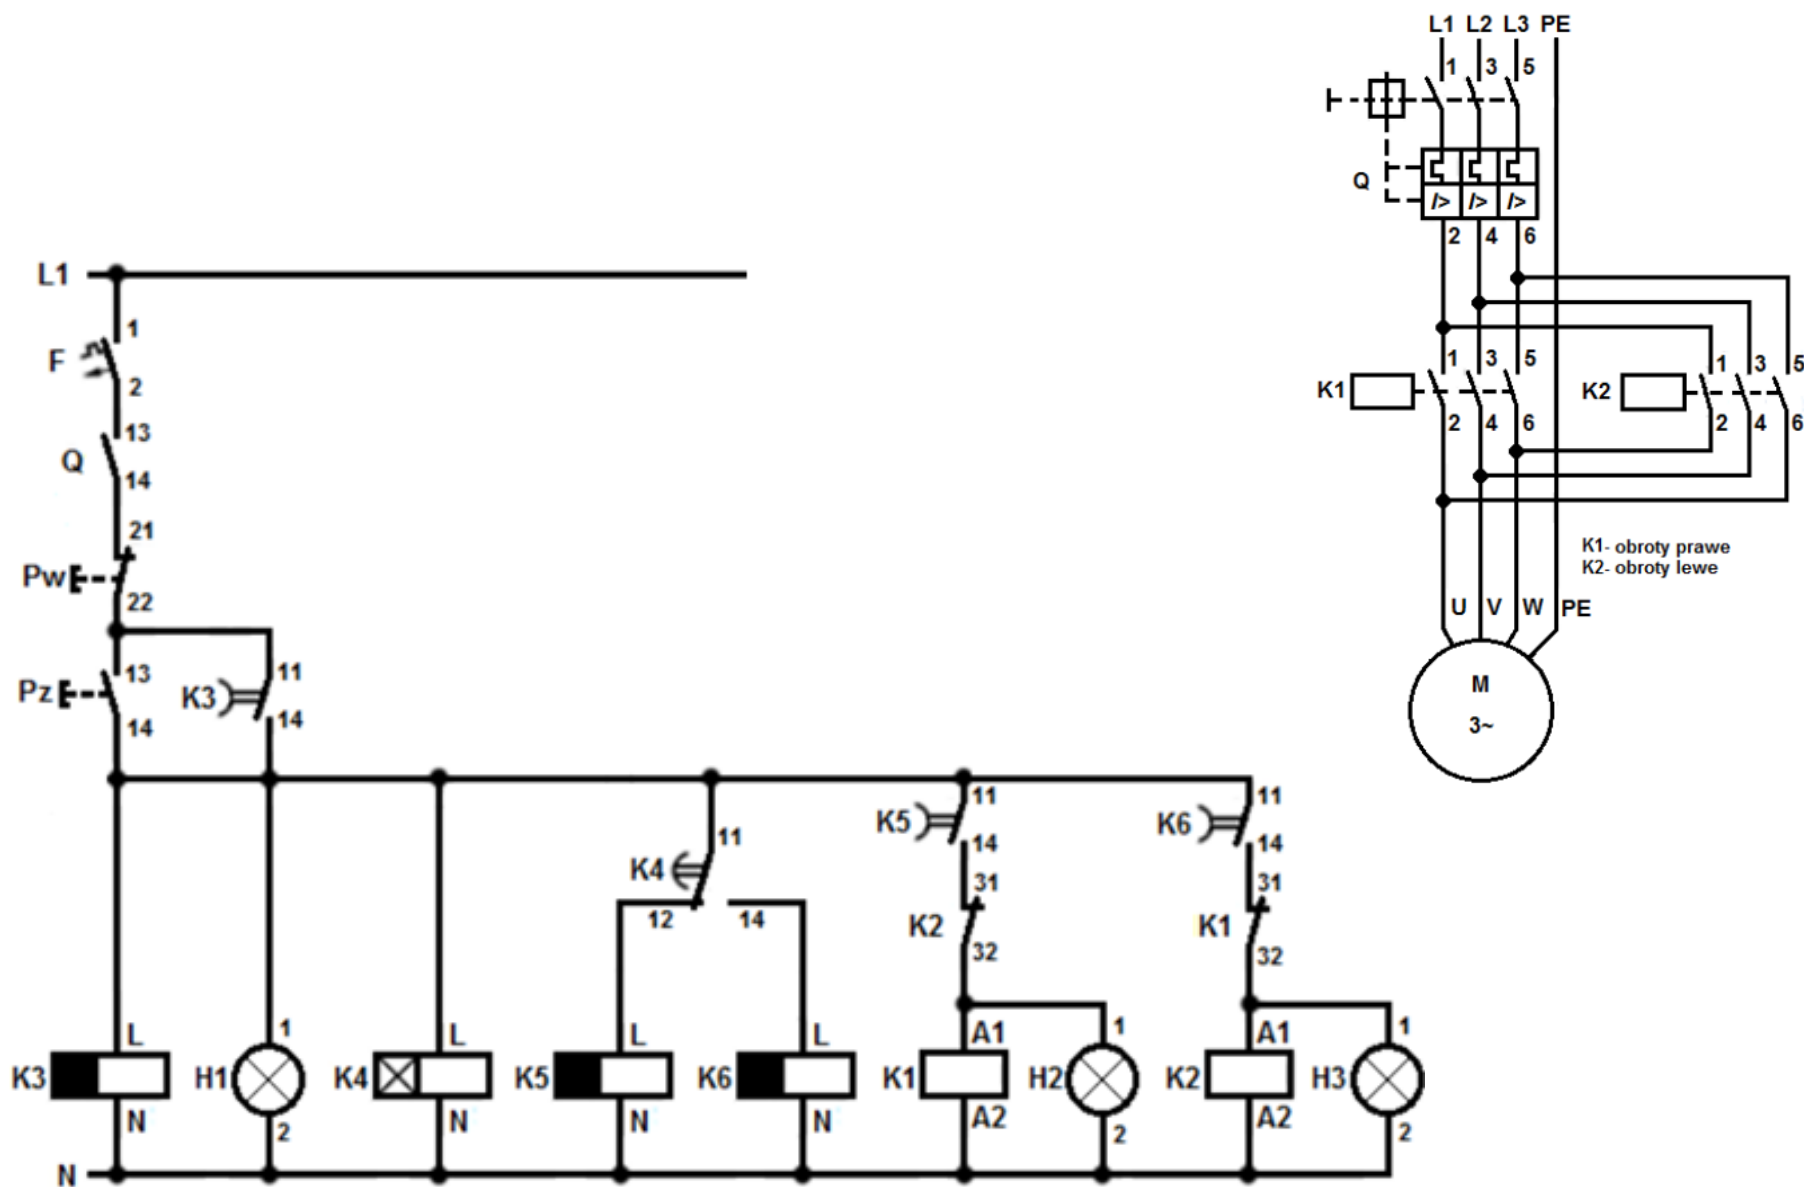 L1 L2 L3 PE
1 3 5
Q
I> I> I>
2 4 6
L1
1
F
2
13
Q
14
21
Pw
22
13
Pz
14
11
K3
14
1 3 5
K1
2 4 6
1 3 5
K2
2 4 6
K1- obroty prawe
K2- obroty lewe
U V W PE
M
3~
11
K4
12 14
11
K5
14
31
K2
32
11
K6
14
31
K1
32
L
K3
N
1
H1
2
L
K4
N
L
K5
N
L
K6
N
A1
K1
A2
1
H2
2
A1
K2
A2
1
H3
2
N